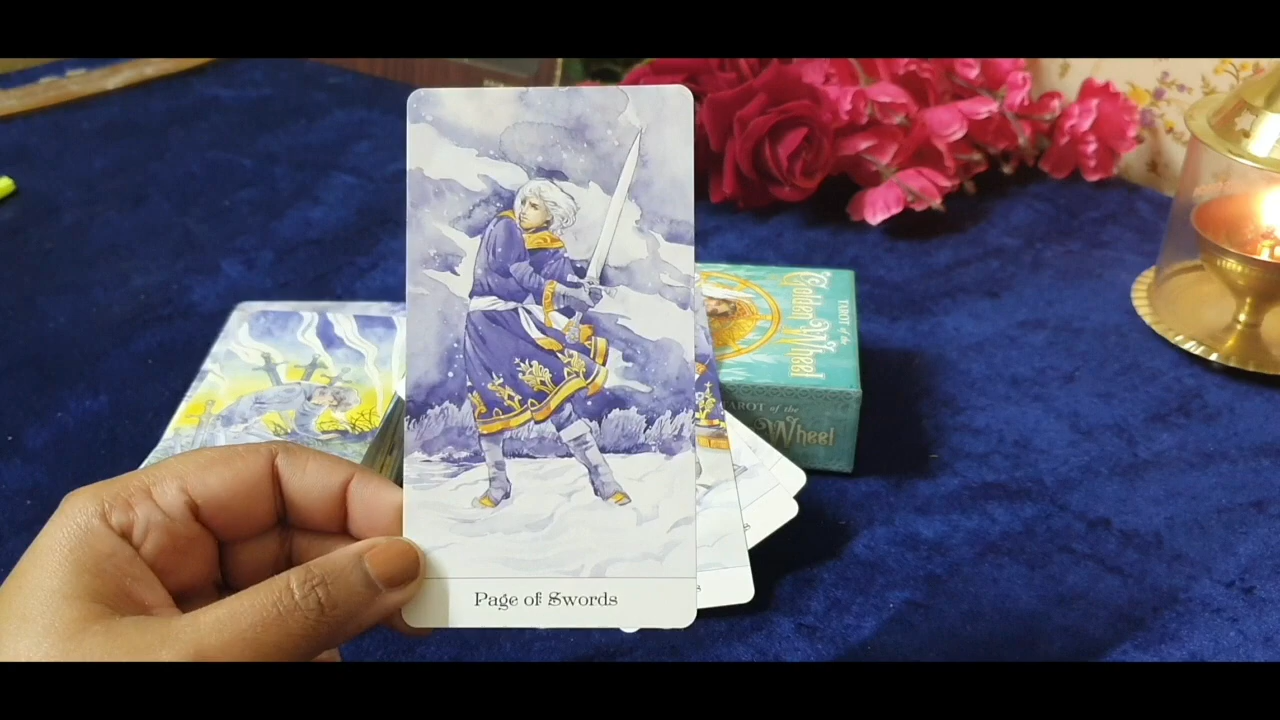 Page of Swords
TAROT of the
Golden Wheel
TAROT of the
Wheel